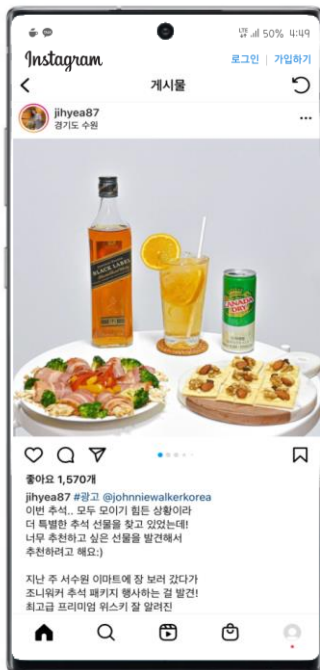 LTE 50% 4:49
Instagram
로그인 | 가입하기
게시물
jihyea87
경기도 수원
BLACK LABEL
CANADA
DRY
좋아요 1,570개
jihyea87 #광고 @johnniewalkerkorea
이번 추석.. 모두 모이기 힘든 상황이라
더 특별한 추석 선물을 찾고 있었는데!
너무 추천하고 싶은 선물을 발견해서
추천하려고 해요:)
지난 주 서수원 이마트에 장 보러 갔다가
조니워커 추석 패키지 행사하는 걸 발견!
최고급 프리미엄 위스키 잘 알려진